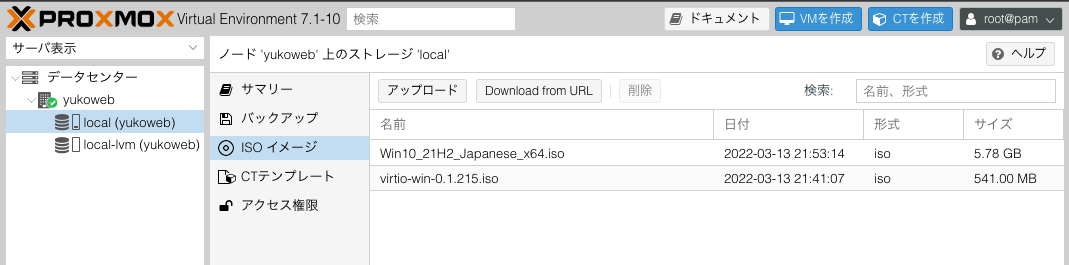 PROXMOX Virtual Environment 7.1-10 検索 ドキュメント VMを作成 CTを作成 root@pam
サーバ表示
ノード 'yukoweb' 上のストレージ 'local' ヘルプ
データセンター
yukoweb
local (yukoweb)
local-lvm (yukoweb)
サマリー
バックアップ
ISO イメージ
CTテンプレート
アクセス権限
アップロード Download from URL 削除 検索: 名前、形式
名前 日付 形式 サイズ
Win10_21H2_Japanese_x64.iso 2022-03-13 21:53:14 iso 5.78 GB
virtio-win-0.1.215.iso 2022-03-13 21:41:07 iso 541.00 MB